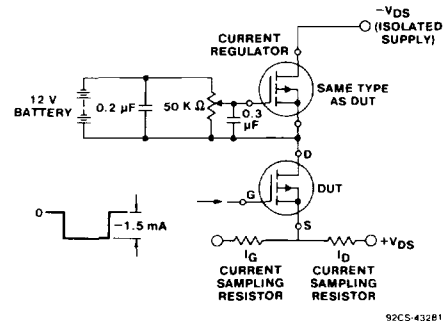 −VDS
(ISOLATED
SUPPLY)
CURRENT
REGULATOR
SAME TYPE
AS DUT
12 V
BATTERY
0.2 µF
50 K Ω
0.3
µF
D
DUT
G
S
0
−1.5 mA
+VDS
IG
CURRENT
SAMPLING
RESISTOR
ID
CURRENT
SAMPLING
RESISTOR
92CS-43281